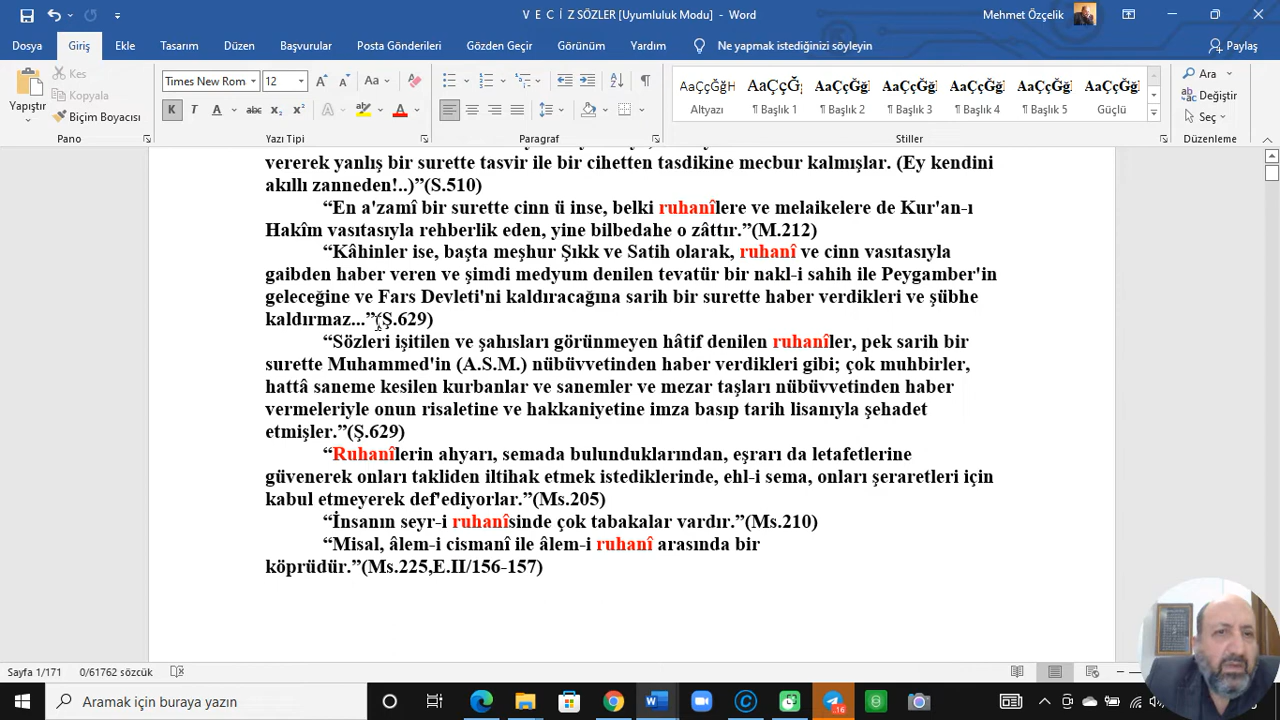 V E C İ Z SÖZLER [Uyumluluk Modu] - Word
Mehmet Özçelik
Dosya Giriş Ekle Tasarım Düzen Başvurular Posta Gönderileri Gözden Geçir Görünüm Yardım Ne yapmak istediğinizi söyleyin Paylaş
Yapıştır
Kes
Kopyala
Biçim Boyacısı
Pano
Times New Rom 12
K T A abc x₂ x²
Yazı Tipi
Paragraf
AaÇçĞğH AaÇçĞ AaÇçĞğ AaÇçĞğ AaÇçĞğ AaÇçĞğ AaÇçĞğ
Altyazı ¶ Başlık 1 ¶ Başlık 2 ¶ Başlık 3 ¶ Başlık 4 ¶ Başlık 5 Güçlü
Stiller
Ara
Değiştir
Seç
Düzenleme
vererek yanlış bir surette tasvir ile bir cihetten tasdikine mecbur kalmışlar. (Ey kendini
akıllı zanneden!..)”(S.510)
“En a'zamî bir surette cinn ü inse, belki ruhanîlere ve melaikelere de Kur'an-ı
Hakîm vasıtasıyla rehberlik eden, yine bilbedahe o zâttır.”(M.212)
“Kâhinler ise, başta meşhur Şıkk ve Satih olarak, ruhanî ve cinn vasıtasıyla
gaibden haber veren ve şimdi medyum denilen tevatür bir nakl-i sahih ile Peygamber'in
geleceğine ve Fars Devleti'ni kaldıracağına sarih bir surette haber verdikleri ve şübhe
kaldırmaz...”(Ş.629)
“Sözleri işitilen ve şahısları görünmeyen hâtif denilen ruhanîler, pek sarih bir
surette Muhammed'in (A.S.M.) nübüvvetinden haber verdikleri gibi; çok muhbirler,
hattâ saneme kesilen kurbanlar ve sanemler ve mezar taşları nübüvvetinden haber
vermeleriyle onun risaletine ve hakkaniyetine imza basıp tarih lisanıyla şehadet
etmişler.”(Ş.629)
“Ruhanîlerin ahyarı, semada bulunduklarından, eşrarı da letafetlerine
güvenerek onları takliden iltihak etmek istediklerinde, ehl-i sema, onları şeraretleri için
kabul etmeyerek def'ediyorlar.”(Ms.205)
“İnsanın seyr-i ruhanîsinde çok tabakalar vardır.”(Ms.210)
“Misal, âlem-i cismanî ile âlem-i ruhanî arasında bir
köprüdür.”(Ms.225,E.II/156-157)
Sayfa 1/171 0/61762 sözcük
Aramak için buraya yazın
16